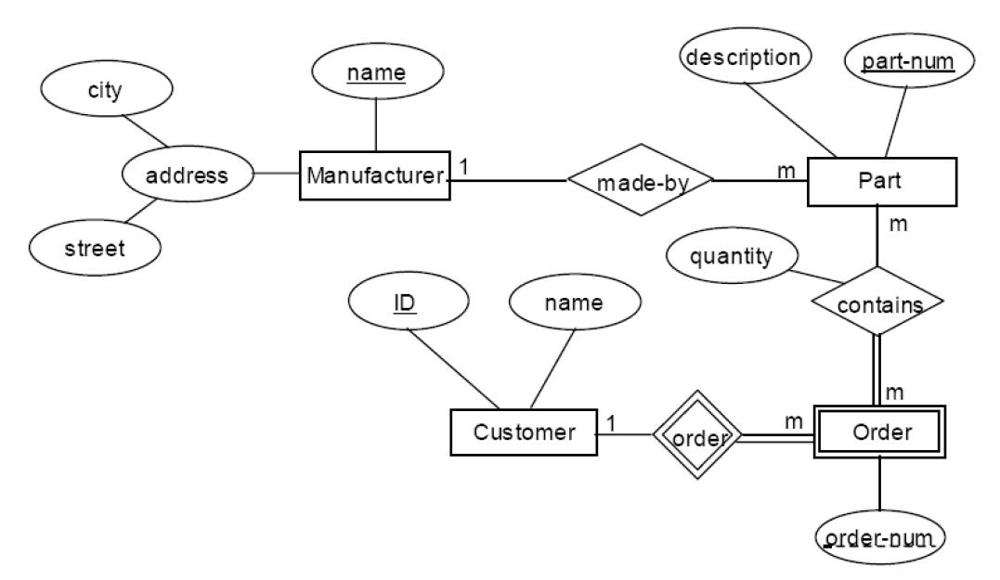 description
part-num
name
city
address
Manufacturer
1
made-by
m
Part
m
street
quantity
ID
name
contains
m
Customer
1
order
m
Order
order-num